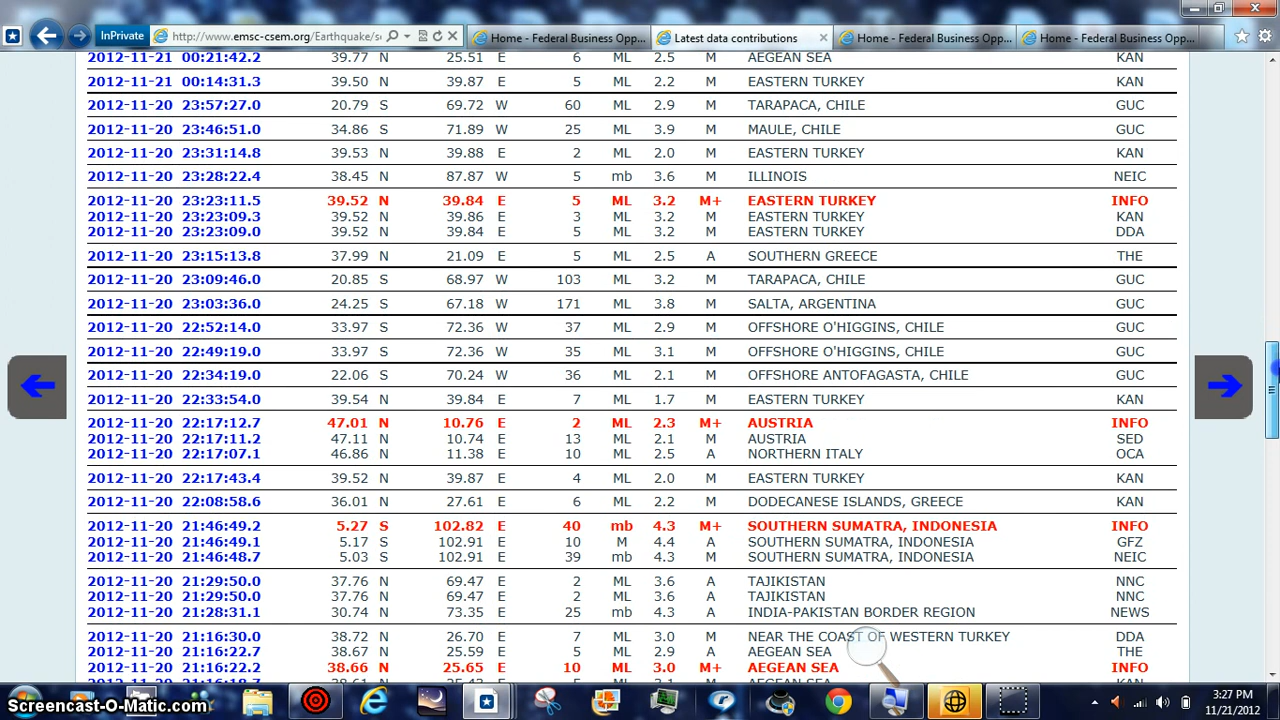 InPrivate http://www.emsc-csem.org/Earthquake/s Home - Federal Business Opp... Latest data contributions Home - Federal Business Opp... Home - Federal Business Opp...
2012-11-21 00:21:42.2 39.77 N 25.51 E 6 ML 2.5 M AEGEAN SEA KAN
2012-11-21 00:14:31.3 39.50 N 39.87 E 5 ML 2.2 M EASTERN TURKEY KAN
2012-11-20 23:57:27.0 20.79 S 69.72 W 60 ML 2.9 M TARAPACA, CHILE GUC
2012-11-20 23:46:51.0 34.86 S 71.89 W 25 ML 3.9 M MAULE, CHILE GUC
2012-11-20 23:31:14.8 39.53 N 39.88 E 2 ML 2.0 M EASTERN TURKEY KAN
2012-11-20 23:28:22.4 38.45 N 87.87 W 5 mb 3.6 M ILLINOIS NEIC
2012-11-20 23:23:11.5 39.52 N 39.84 E 5 ML 3.2 M+ EASTERN TURKEY INFO
2012-11-20 23:23:09.3 39.52 N 39.86 E 3 ML 3.2 M EASTERN TURKEY KAN
2012-11-20 23:23:09.0 39.52 N 39.84 E 5 ML 3.2 M EASTERN TURKEY DDA
2012-11-20 23:15:13.8 37.99 N 21.09 E 5 ML 2.5 A SOUTHERN GREECE THE
2012-11-20 23:09:46.0 20.85 S 68.97 W 103 ML 3.2 M TARAPACA, CHILE GUC
2012-11-20 23:03:36.0 24.25 S 67.18 W 171 ML 3.8 M SALTA, ARGENTINA GUC
2012-11-20 22:52:14.0 33.97 S 72.36 W 37 ML 2.9 M OFFSHORE O'HIGGINS, CHILE GUC
2012-11-20 22:49:19.0 33.97 S 72.36 W 35 ML 3.1 M OFFSHORE O'HIGGINS, CHILE GUC
2012-11-20 22:34:19.0 22.06 S 70.24 W 36 ML 2.1 M OFFSHORE ANTOFAGASTA, CHILE GUC
2012-11-20 22:33:54.0 39.54 N 39.84 E 7 ML 1.7 M EASTERN TURKEY KAN
2012-11-20 22:17:12.7 47.01 N 10.76 E 2 ML 2.3 M+ AUSTRIA INFO
2012-11-20 22:17:11.2 47.11 N 10.74 E 13 ML 2.1 M AUSTRIA SED
2012-11-20 22:17:07.1 46.86 N 11.38 E 10 ML 2.5 A NORTHERN ITALY OCA
2012-11-20 22:17:43.4 39.52 N 39.87 E 4 ML 2.0 M EASTERN TURKEY KAN
2012-11-20 22:08:58.6 36.01 N 27.61 E 6 ML 2.2 M DODECANESE ISLANDS, GREECE KAN
2012-11-20 21:46:49.2 5.27 S 102.82 E 40 mb 4.3 M+ SOUTHERN SUMATRA, INDONESIA INFO
2012-11-20 21:46:49.1 5.17 S 102.91 E 10 M 4.4 A SOUTHERN SUMATRA, INDONESIA GFZ
2012-11-20 21:46:48.7 5.03 S 102.91 E 39 mb 4.3 M SOUTHERN SUMATRA, INDONESIA NEIC
2012-11-20 21:29:50.0 37.76 N 69.47 E 2 ML 3.6 A TAJIKISTAN NNC
2012-11-20 21:29:50.0 37.76 N 69.47 E 2 ML 3.6 A TAJIKISTAN NNC
2012-11-20 21:28:31.1 30.74 N 73.35 E 25 mb 4.3 A INDIA-PAKISTAN BORDER REGION NEWS
2012-11-20 21:16:30.0 38.72 N 26.70 E 7 ML 3.0 M NEAR THE COAST OF WESTERN TURKEY DDA
2012-11-20 21:16:22.7 38.67 N 25.59 E 5 ML 2.9 A AEGEAN SEA THE
2012-11-20 21:16:22.2 38.66 N 25.65 E 10 ML 3.0 M+ AEGEAN SEA INFO
3:27 PM
11/21/2012
Screencast-O-Matic.com